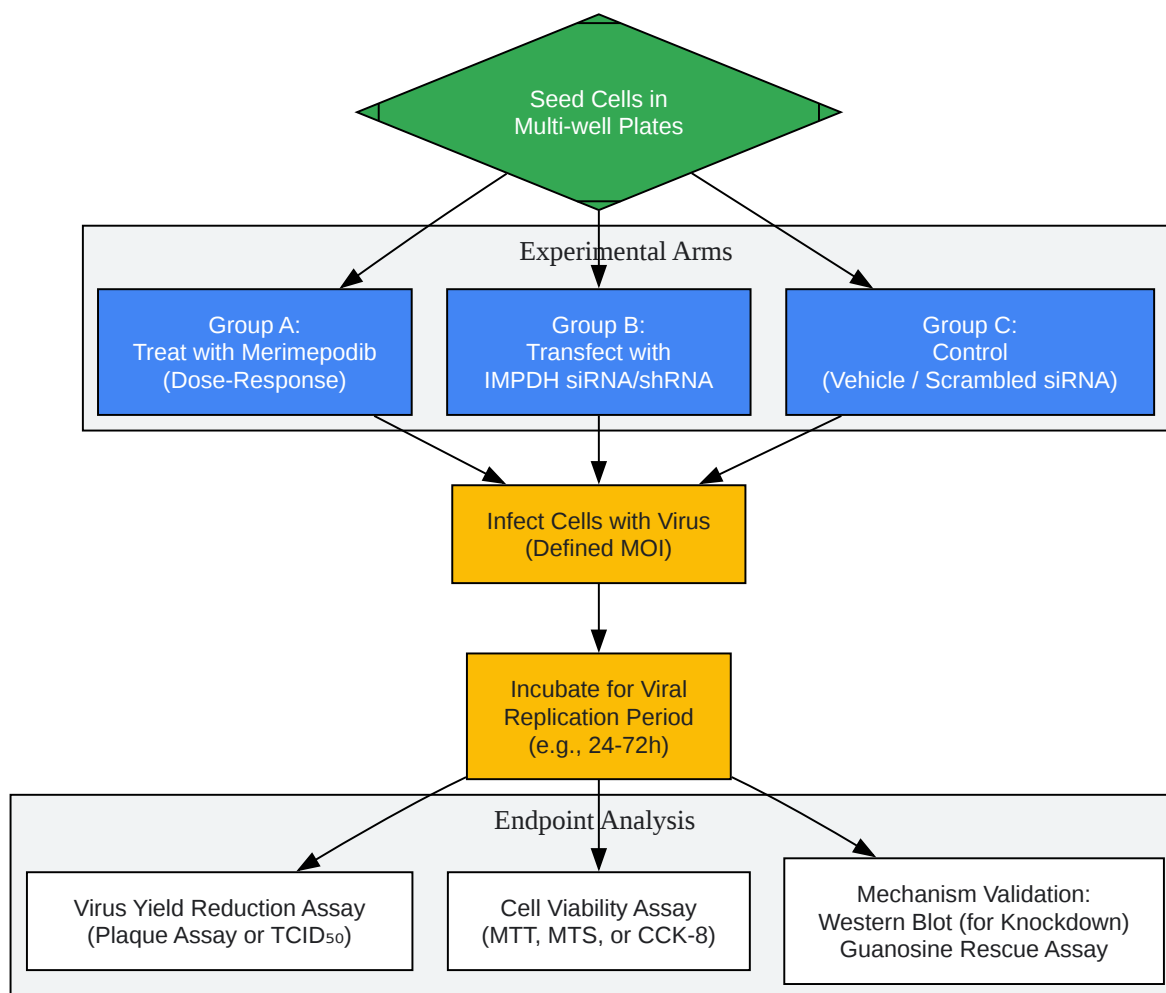 Seed Cells in
Multi-well Plates
Experimental Arms
Group A:
Treat with Merimepodib
(Dose-Response)
Group B:
Transfect with
IMPDH siRNA/shRNA
Group C:
Control
(Vehicle / Scrambled siRNA)
Infect Cells with Virus
(Defined MOI)
Incubate for Viral
Replication Period
(e.g., 24-72h)
Endpoint Analysis
Virus Yield Reduction Assay
(Plaque Assay or TCID₅₀)
Cell Viability Assay
(MTT, MTS, or CCK-8)
Mechanism Validation:
Western Blot (for Knockdown)
Guanosine Rescue Assay